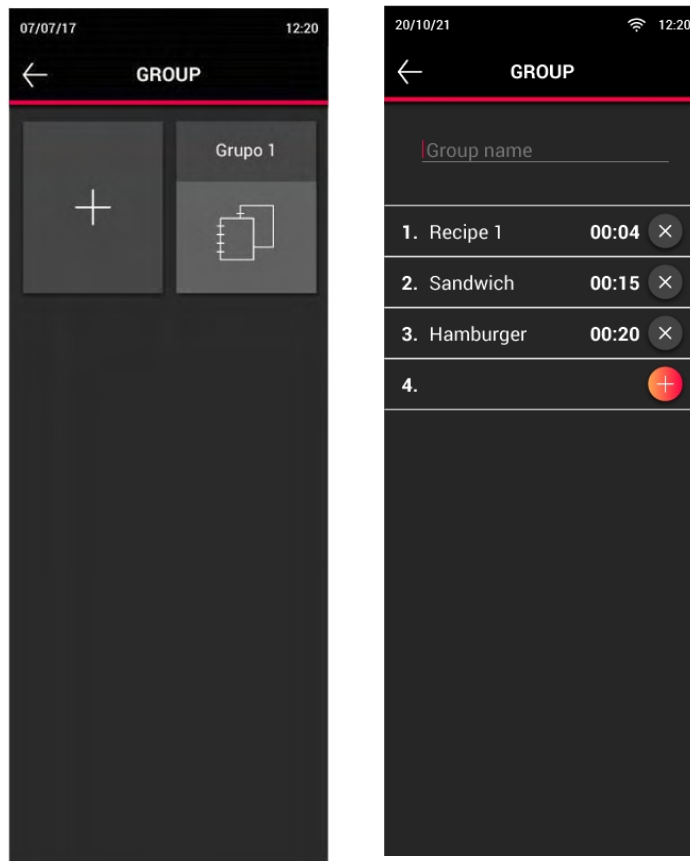 07/07/17 12:20
GROUP
Grupo 1
20/10/21 12:20
GROUP
Group name
1. Recipe 1 00:04
2. Sandwich 00:15
3. Hamburger 00:20
4.